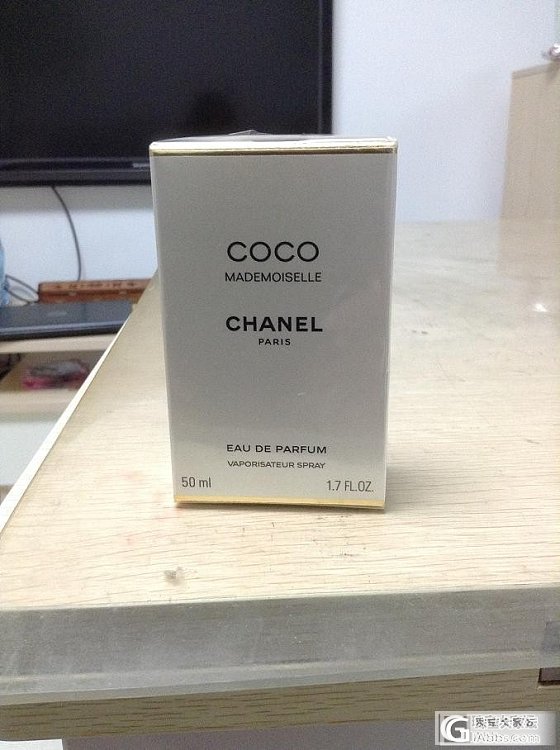 COCO
MADEMOISELLE
CHANEL
PARIS
EAU DE PARFUM
VAPORISATEUR SPRAY
50 ml 1.7 FL.OZ.